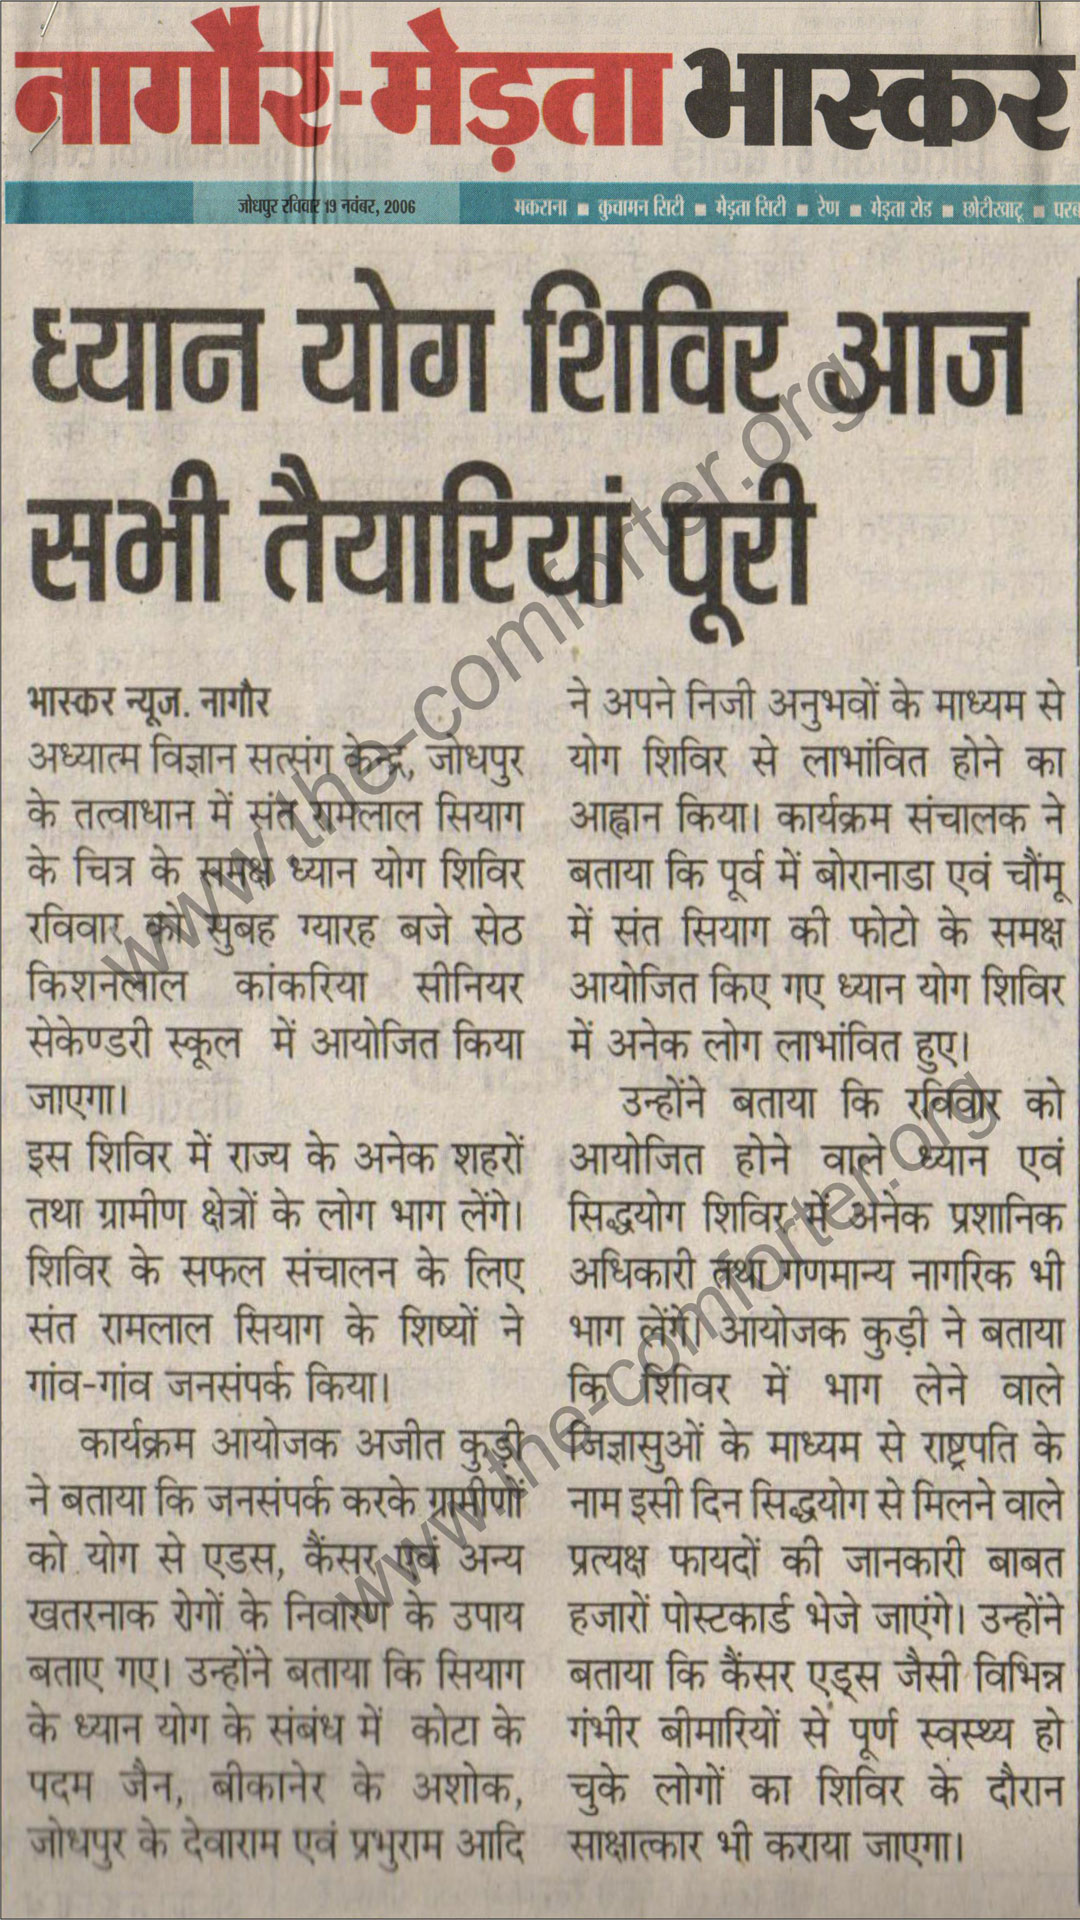 नागौर-मेड़ता भास्कर
जोधपुर रविवार 19 नवंबर, 2006
मकराना ■ कुचामन सिटी ■ मेड़ता सिटी ■ रेण ■ मेड़ता रोड ■ छोटीखाटू ■ परब
ध्यान योग शिविर आज
सभी तैयारियां पूरी
भास्कर न्यूज. नागौर
अध्यात्म विज्ञान सत्संग केन्द्र, जोधपुर
के तत्वाधान में संत रामलाल सियाग
के चित्र के समक्ष ध्यान योग शिविर
रविवार को सुबह ग्यारह बजे सेठ
किशनलाल कांकरिया सीनियर
सेकेण्डरी स्कूल में आयोजित किया
जाएगा।
इस शिविर में राज्य के अनेक शहरों
तथा ग्रामीण क्षेत्रों के लोग भाग लेंगे।
शिविर के सफल संचालन के लिए
संत रामलाल सियाग के शिष्यों ने
गांव-गांव जनसंपर्क किया।
कार्यक्रम आयोजक अजीत कुड़ी
ने बताया कि जनसंपर्क करके ग्रामीणों
को योग से एडस, कैंसर एवं अन्य
खतरनाक रोगों के निवारण के उपाय
बताए गए। उन्होंने बताया कि सियाग
के ध्यान योग के संबंध में कोटा के
पदम जैन, बीकानेर के अशोक,
जोधपुर के देवाराम एवं प्रभुराम आदि
ने अपने निजी अनुभवों के माध्यम से
योग शिविर से लाभांवित होने का
आह्वान किया। कार्यक्रम संचालक ने
बताया कि पूर्व में बोरानाडा एवं चौंमू
में संत सियाग की फोटो के समक्ष
आयोजित किए गए ध्यान योग शिविर
में अनेक लोग लाभांवित हुए।
उन्होंने बताया कि रविवार को
आयोजित होने वाले ध्यान एवं
सिद्धयोग शिविर में अनेक प्रशानिक
अधिकारी तथा गणमान्य नागरिक भी
भाग लेंगे। आयोजक कुड़ी ने बताया
कि शिविर में भाग लेने वाले
जिज्ञासुओं के माध्यम से राष्ट्रपति के
नाम इसी दिन सिद्धयोग से मिलने वाले
प्रत्यक्ष फायदों की जानकारी बाबत
हजारों पोस्टकार्ड भेजे जाएंगे। उन्होंने
बताया कि कैंसर एड्स जैसी विभिन्न
गंभीर बीमारियों से पूर्ण स्वस्थ्य हो
चुके लोगों का शिविर के दौरान
साक्षात्कार भी कराया जाएगा।
www.the-comforter.org
www.the-comforter.org